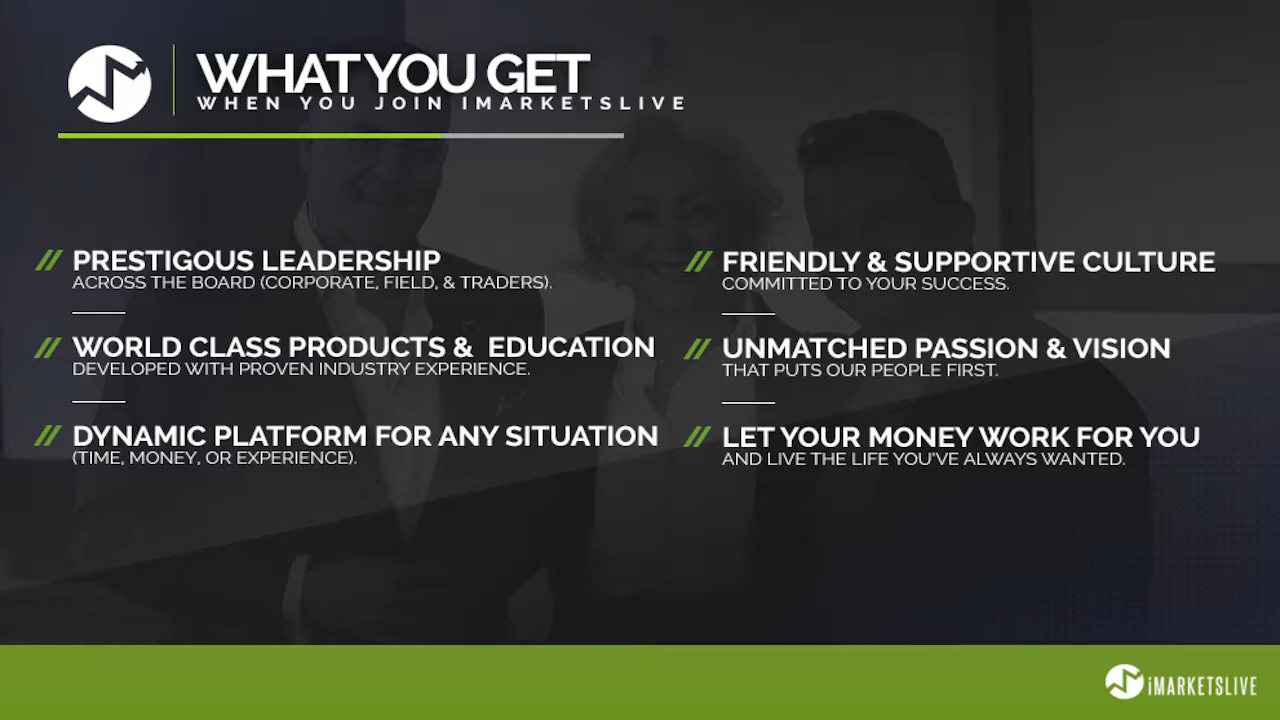 WHAT YOU GET
WHEN YOU JOIN IMARKETSLIVE
// PRESTIGOUS LEADERSHIP
ACROSS THE BOARD (CORPORATE, FIELD, & TRADERS).
// WORLD CLASS PRODUCTS & EDUCATION
DEVELOPED WITH PROVEN INDUSTRY EXPERIENCE.
// DYNAMIC PLATFORM FOR ANY SITUATION
(TIME, MONEY, OR EXPERIENCE).
// FRIENDLY & SUPPORTIVE CULTURE
COMMITTED TO YOUR SUCCESS.
// UNMATCHED PASSION & VISION
THAT PUTS OUR PEOPLE FIRST.
// LET YOUR MONEY WORK FOR YOU
AND LIVE THE LIFE YOU'VE ALWAYS WANTED.
iMARKETSLIVE